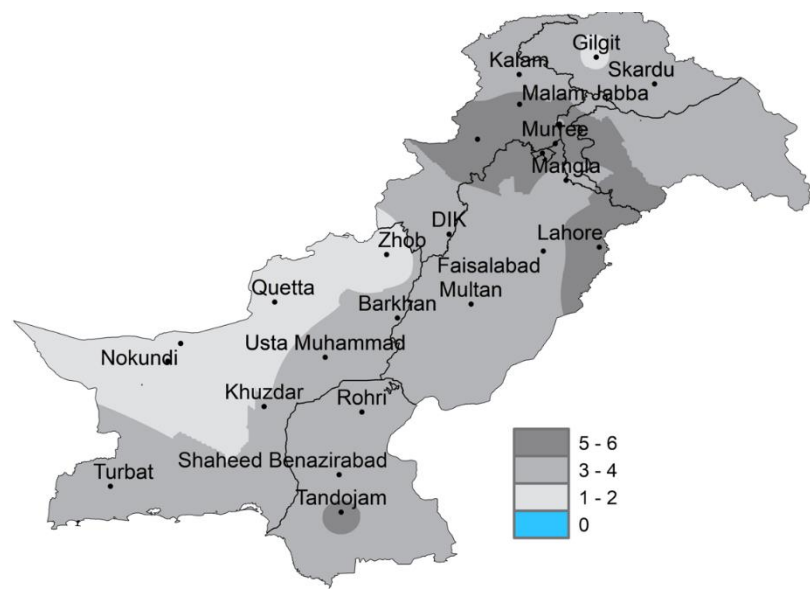 Gilgit
Kalam
Skardu
Malam Jabba
Murree
Mangla
DIK
Zhob
Lahore
Faisalabad
Quetta
Barkhan
Multan
Usta Muhammad
Nokundi
Khuzdar
Rohri
Shaheed Benazirabad
Turbat
Tandojam
5 - 6
3 - 4
1 - 2
0